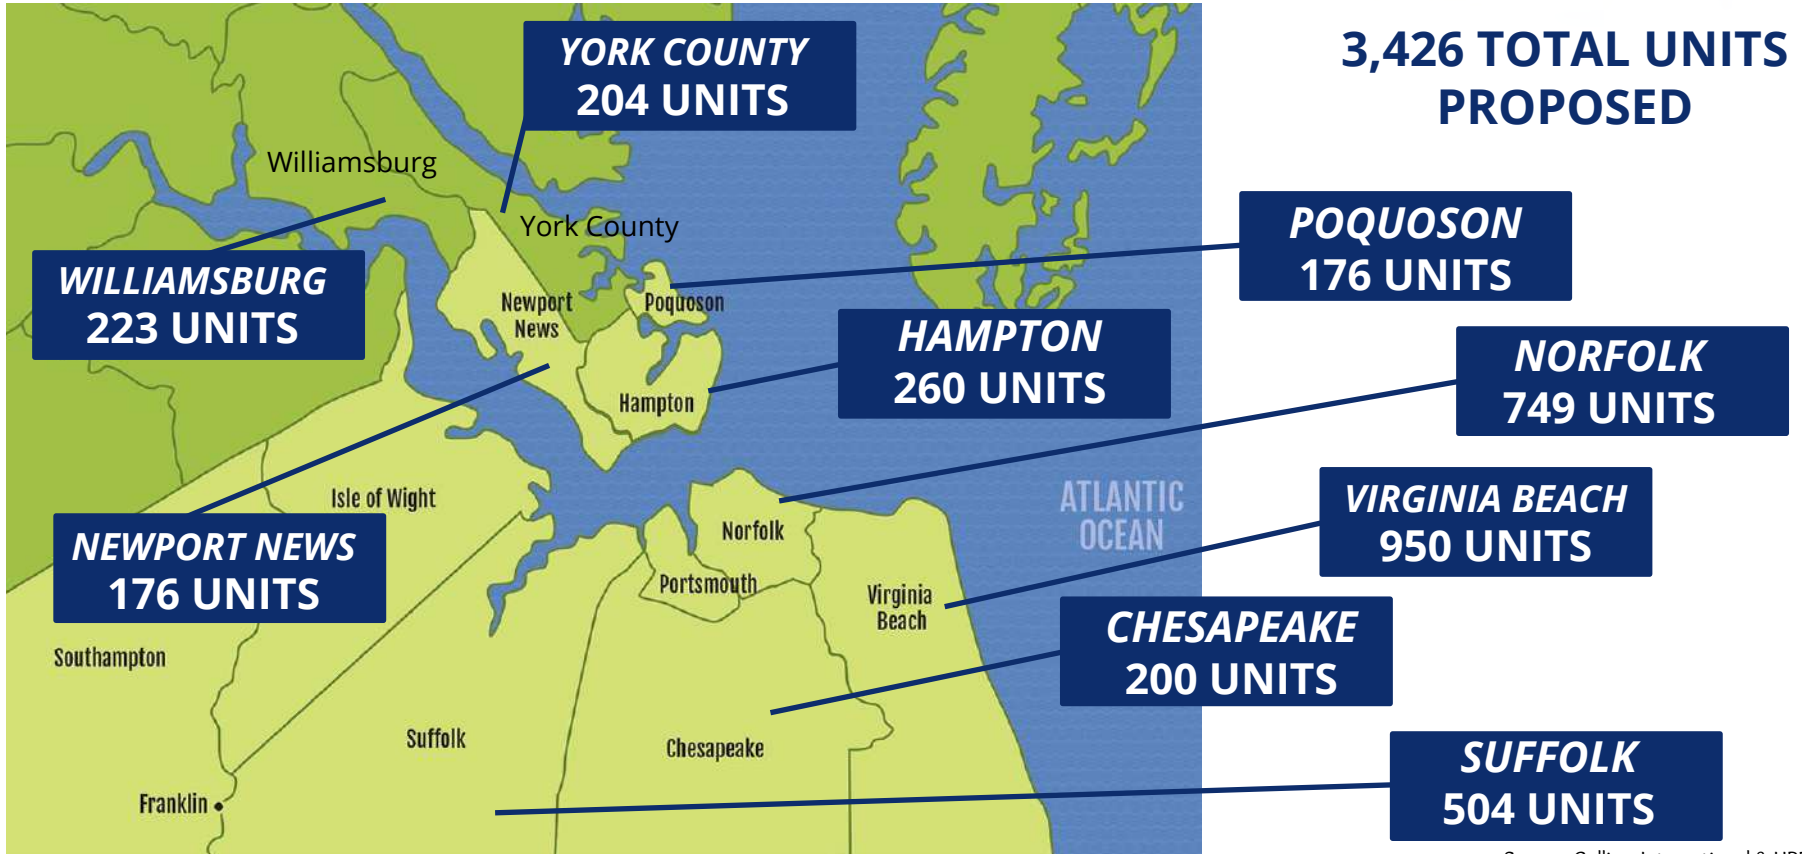 3,426 TOTAL UNITS
PROPOSED
YORK COUNTY
204 UNITS
Williamsburg
York County
WILLIAMSBURG
223 UNITS
POQUOSON
176 UNITS
Newport
News
Poquoson
HAMPTON
260 UNITS
Hampton
NORFOLK
749 UNITS
Isle of Wight
ATLANTIC
OCEAN
VIRGINIA BEACH
950 UNITS
NEWPORT NEWS
176 UNITS
Norfolk
Portsmouth
Virginia
Beach
CHESAPEAKE
200 UNITS
Southampton
Suffolk
Chesapeake
SUFFOLK
504 UNITS
Franklin